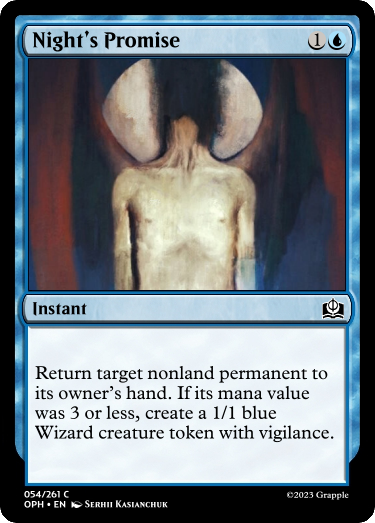 Night's Promise 1
Instant
Return target nonland permanent to
its owner's hand. If its mana value
was 3 or less, create a 1/1 blue
Wizard creature token with vigilance.
054/261 C
OPH • EN Serhii Kasianchuk
©2023 Grapple